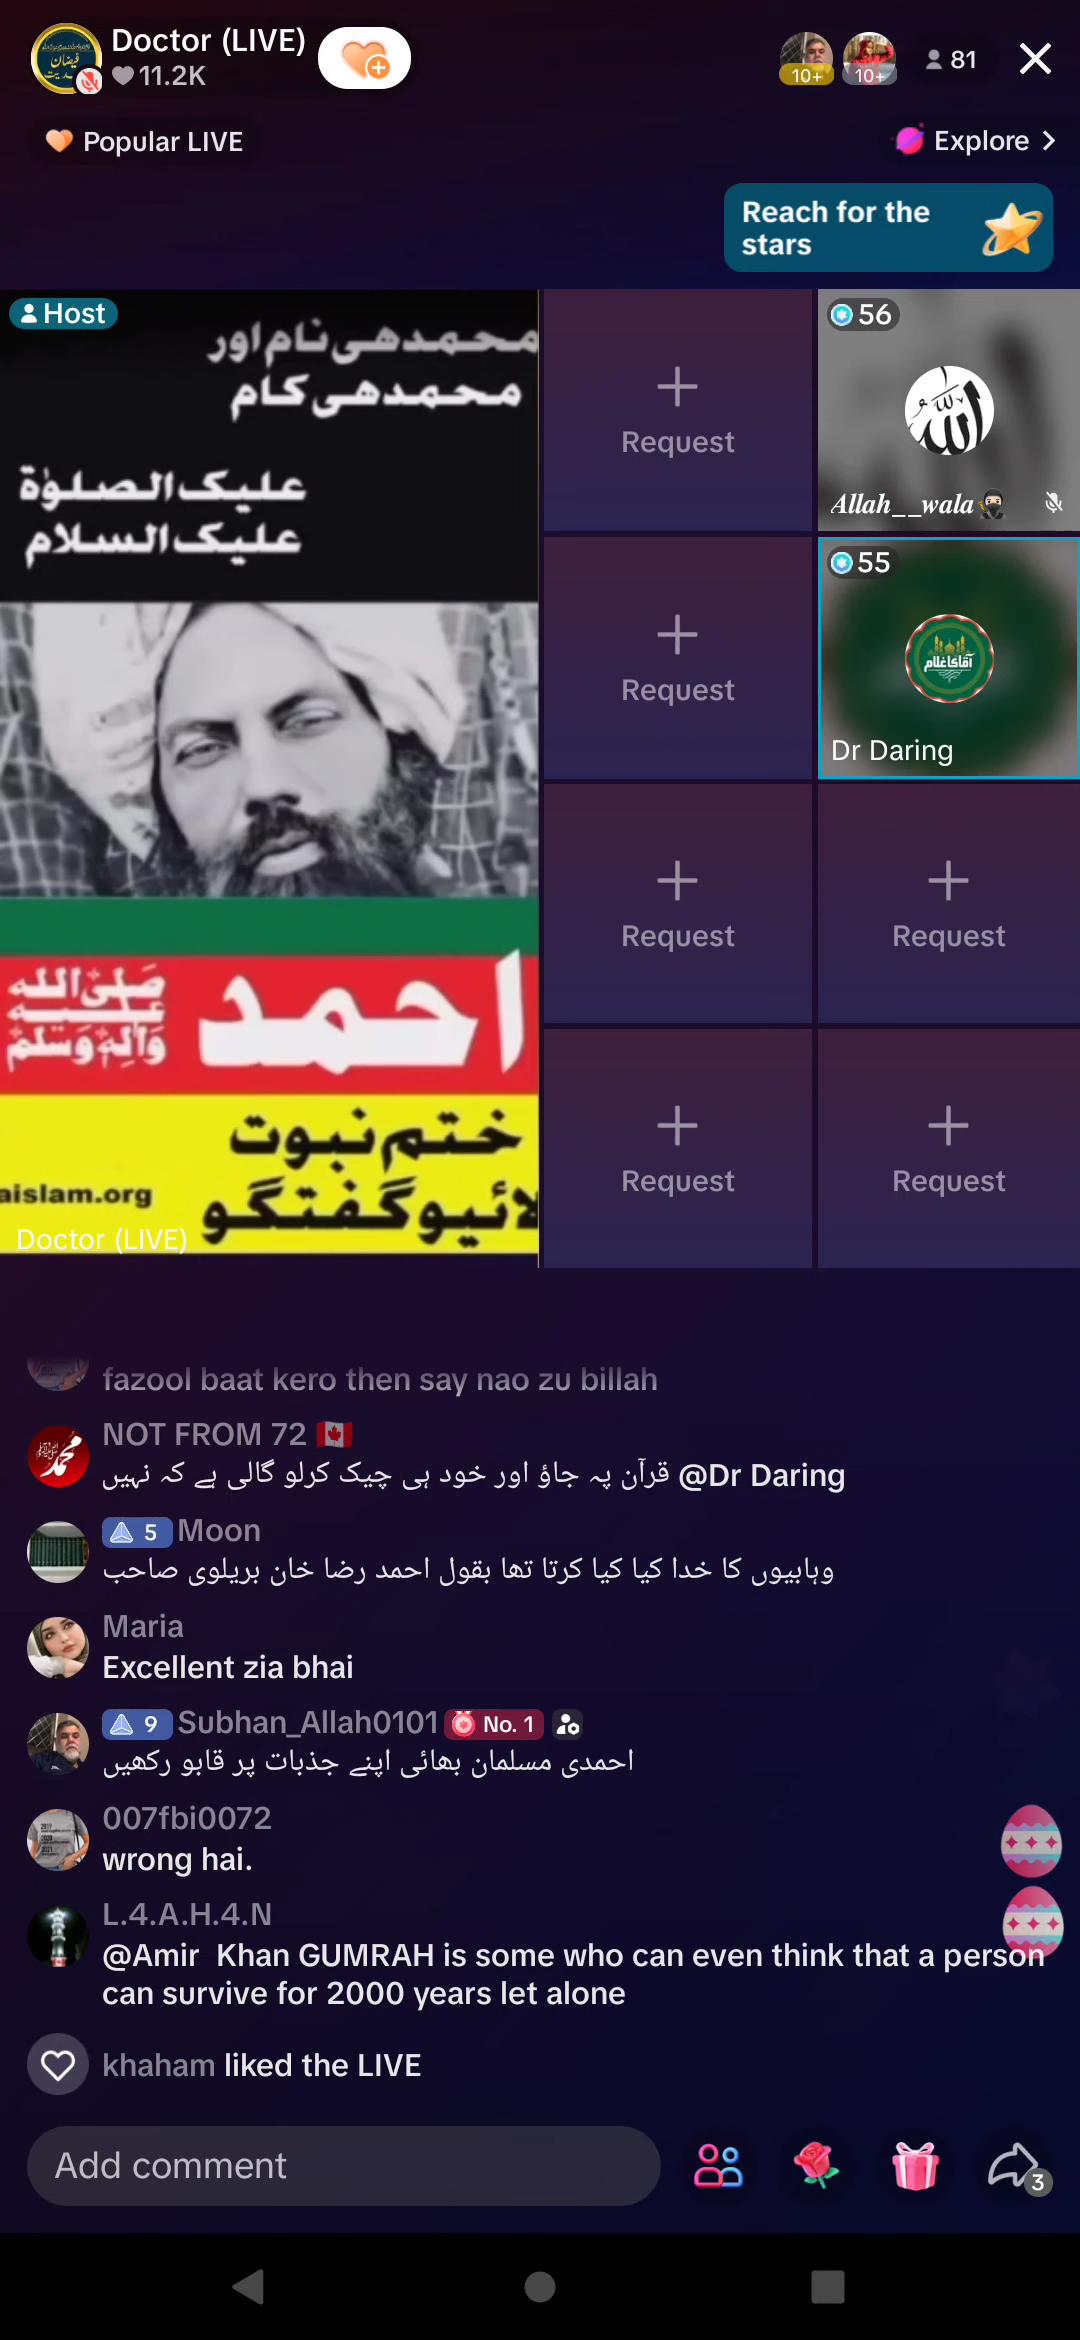 Doctor (LIVE)
11.2K
10+
10+
81
Popular LIVE
Explore
Reach for the
stars
Host
محمدھی نام اور
محمدھی کام
علیک الصلوٰۃ
علیک السلام
احمد صَلَّی اللہ عَلَیْہِ وَاٰلِہٖ وَسَلَّمْ
ختم نبوت
لائیو گفتگو
aislam.org
Doctor (LIVE)
Request
56
Allah__wala
Request
55
آقا کا غلام
Dr Daring
Request
Request
Request
Request
fazool baat kero then say nao zu billah
NOT FROM 72
قرآن پہ جاؤ اور خود ہی چیک کرلو گالی ہے کہ نہیں @Dr Daring
5 Moon
وہابیوں کا خدا کیا کیا کرتا تھا بقول احمد رضا خان بریلوی صاحب
Maria
Excellent zia bhai
9 Subhan_Allah0101 No. 1
احمدی مسلمان بھائی اپنے جذبات پر قابو رکھیں
007fbi0072
wrong hai.
L.4.A.H.4.N
@Amir Khan GUMRAH is some who can even think that a person
can survive for 2000 years let alone
khaham liked the LIVE
Add comment
3